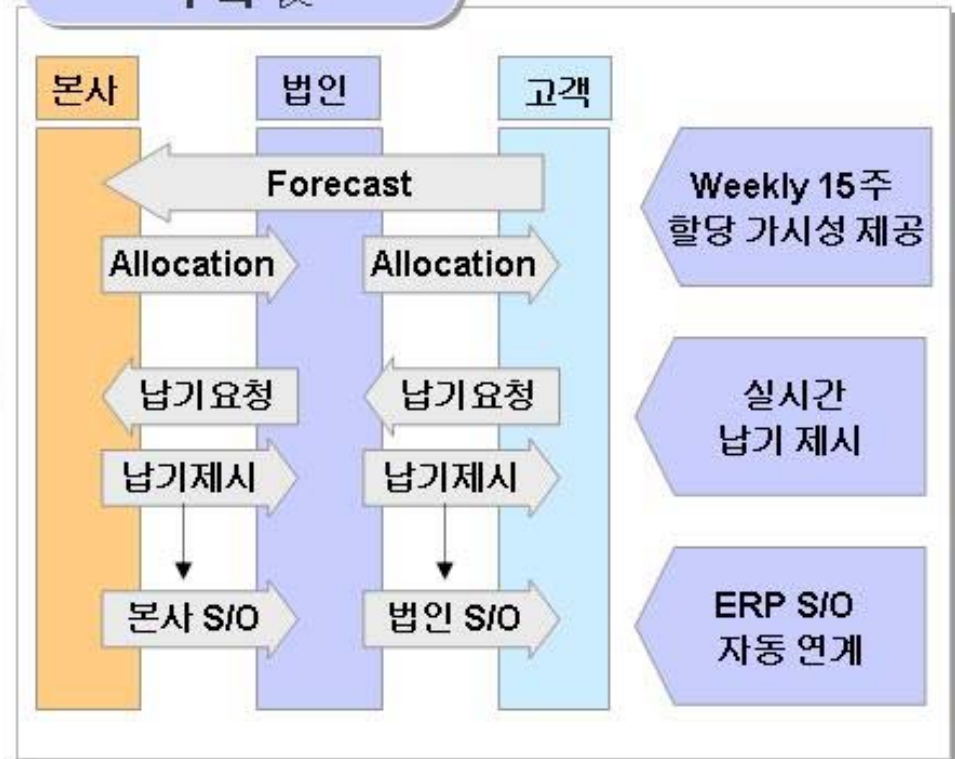 본사
법인
고객
Forecast
Allocation
Allocation
Weekly 15주
할당 가시성 제공
납기요청
납기요청
실시간
납기 제시
납기제시
납기제시
본사 S/O
법인 S/O
ERP S/O
자동 연계